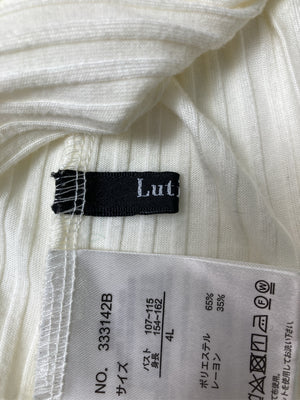 Lut
NO. 333142B
サイズ
バスト 107~115
身長 154~162
4L
ポリエステル 65%
レーヨン 35%